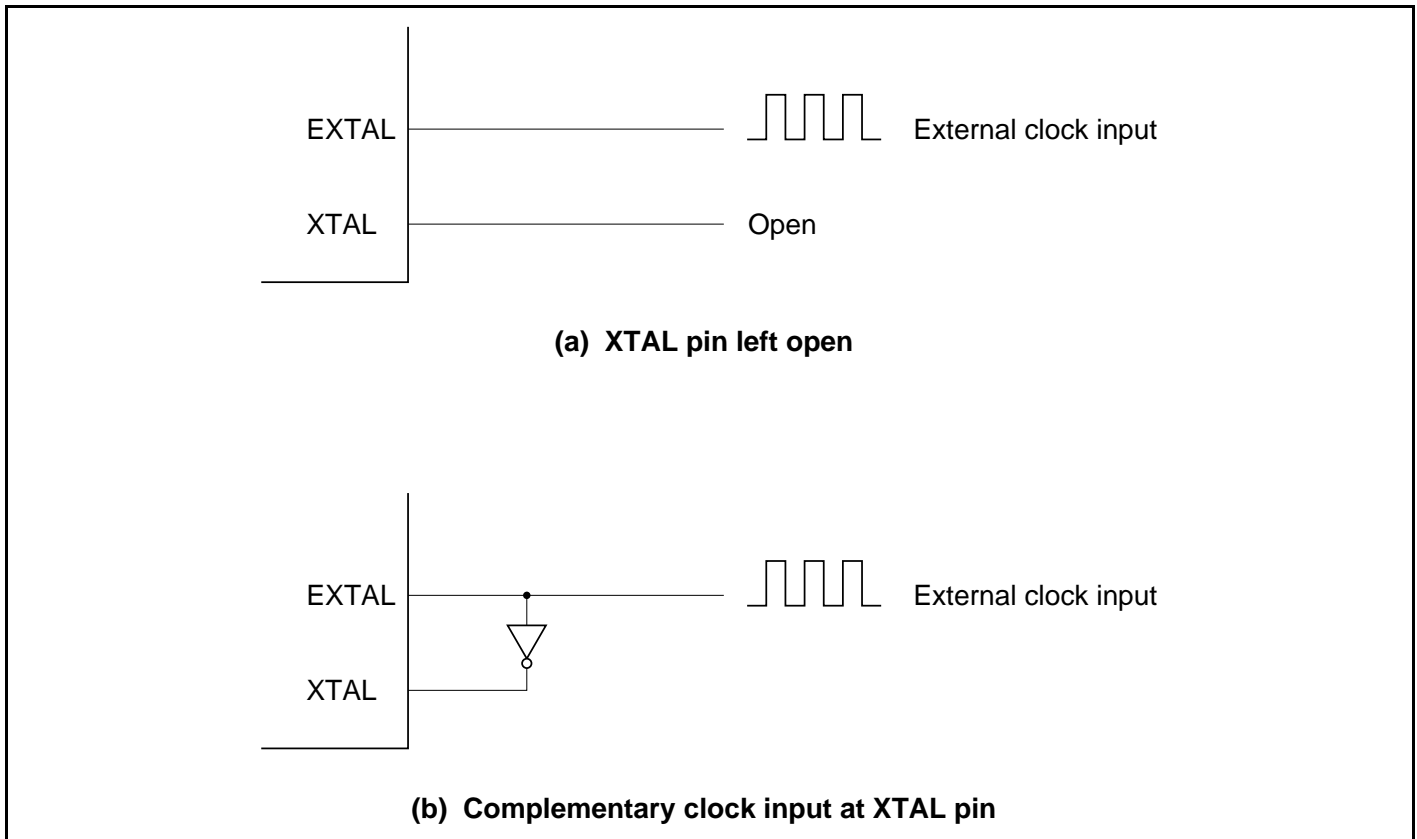 EXTAL
External clock input
XTAL
Open
(a) XTAL pin left open
EXTAL
External clock input
XTAL
(b) Complementary clock input at XTAL pin